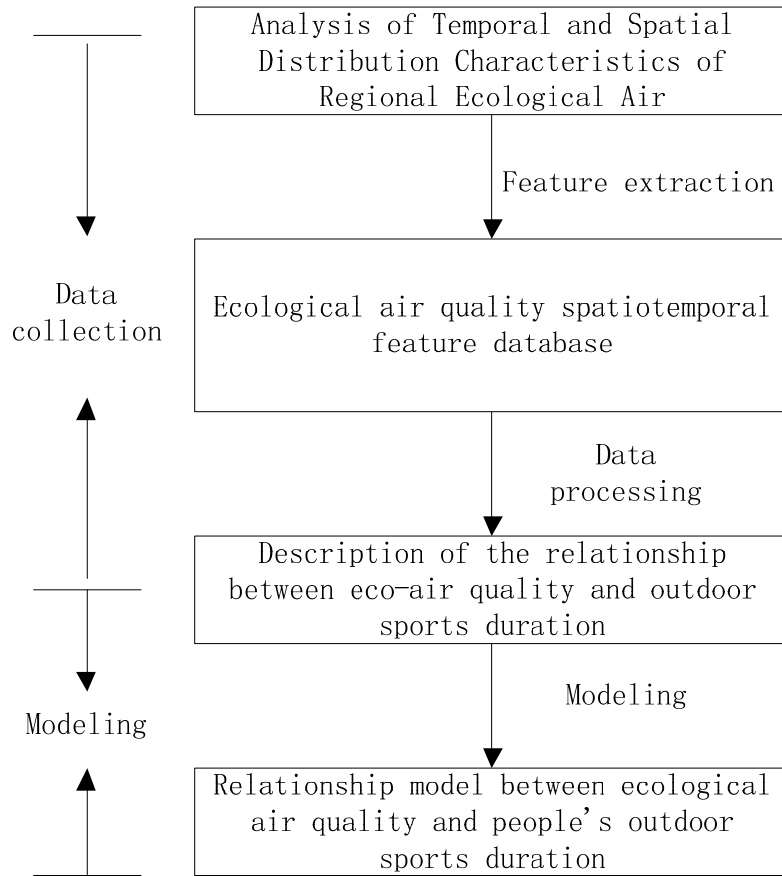 Analysis of Temporal and Spatial
Distribution Characteristics of
Regional Ecological Air
Feature extraction
Data
collection
Ecological air quality spatiotemporal
feature database
Data
processing
Description of the relationship
between eco-air quality and outdoor
sports duration
Modeling
Modeling
Relationship model between ecological
air quality and people's outdoor
sports duration